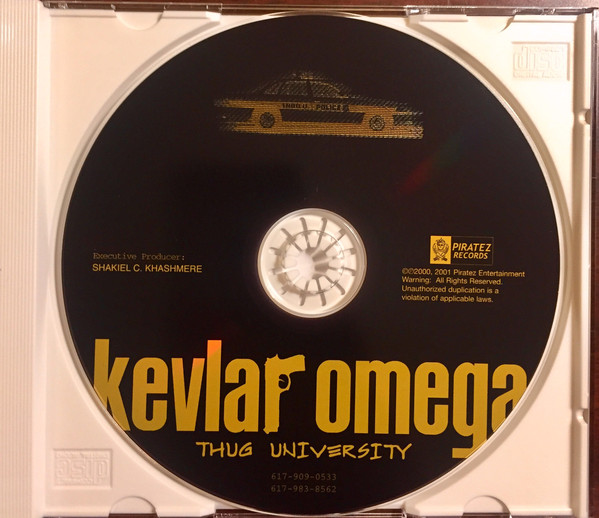 POLICE
Executive Producer:
SHAKIEL C. KHASHMERE
PIRATEZ
RECORDS
©℗2000, 2001 Piratez Entertainment
Warning: All Rights Reserved.
Unauthorized duplication is a
violation of applicable laws.
kevlar omega
THUG UNIVERSITY
617-909-0533
617-983-8562